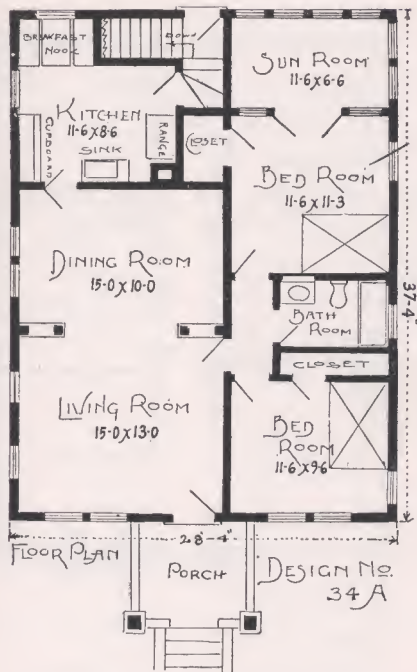 BREAKFAST
NOOK
DOWN
SUN ROOM
11-6 X 6-6
KITCHEN
11-6 X 8-6
SINK
CUPBOARD
RANGE
CLOSET
BED ROOM
11-6 X 11-3
DINING ROOM
15-0 X 10-0
BATH
ROOM
37-4"
CLOSET
LIVING ROOM
15-0 X 13-0
BED
ROOM
11-6 X 9-6
28'-4"
FLOOR PLAN
PORCH
DESIGN NO.
34 A